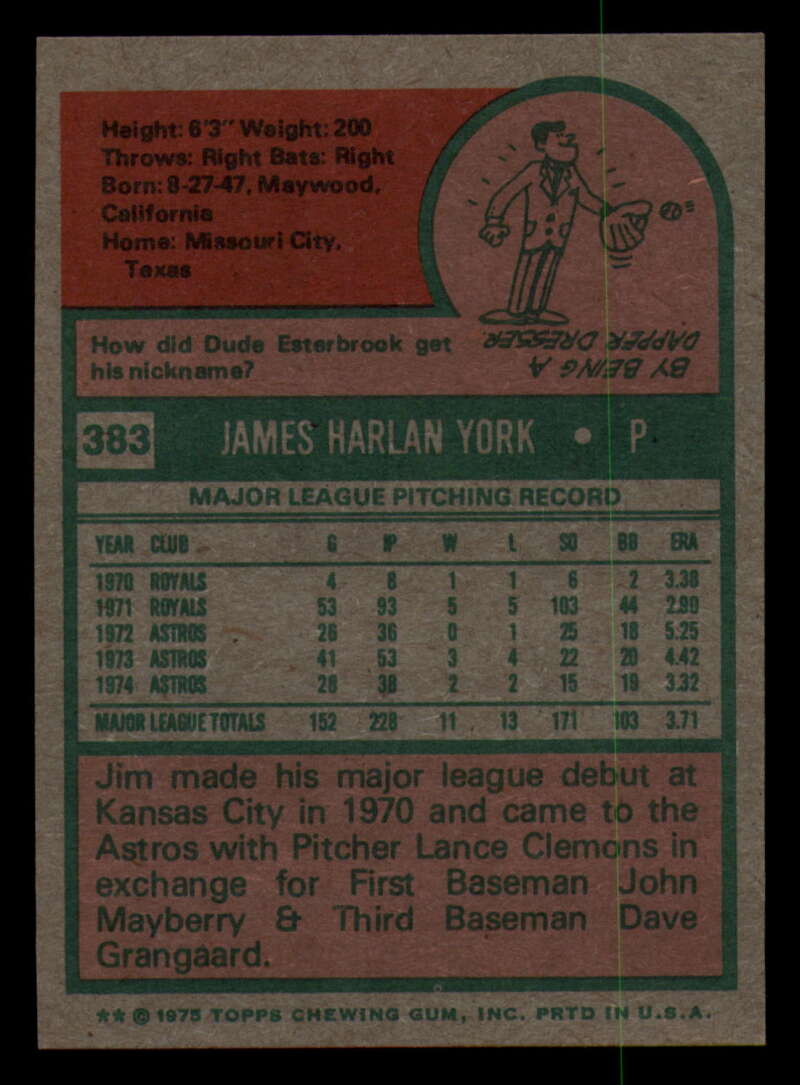 Height: 6'3" Weight: 200
Throws: Right Bats: Right
Born: 8-27-47, Maywood,
California
Home: Missouri City,
Texas
How did Dude Esterbrook get
his nickname?
BY BEING A
DAPPER DRESSER
383 JAMES HARLAN YORK • P
MAJOR LEAGUE PITCHING RECORD
YEAR CLUB G IP W L SO BB ERA
1970 ROYALS 4 8 1 1 6 2 3.38
1971 ROYALS 53 93 5 5 103 44 2.90
1972 ASTROS 26 36 0 1 25 18 5.25
1973 ASTROS 41 53 3 4 22 20 4.42
1974 ASTROS 28 38 2 2 15 19 3.32
MAJOR LEAGUE TOTALS 152 228 11 13 171 103 3.71
Jim made his major league debut at
Kansas City in 1970 and came to the
Astros with Pitcher Lance Clemons in
exchange for First Baseman John
Mayberry & Third Baseman Dave
Grangaard.
** © 1975 TOPPS CHEWING GUM, INC. PRTD IN U.S.A.